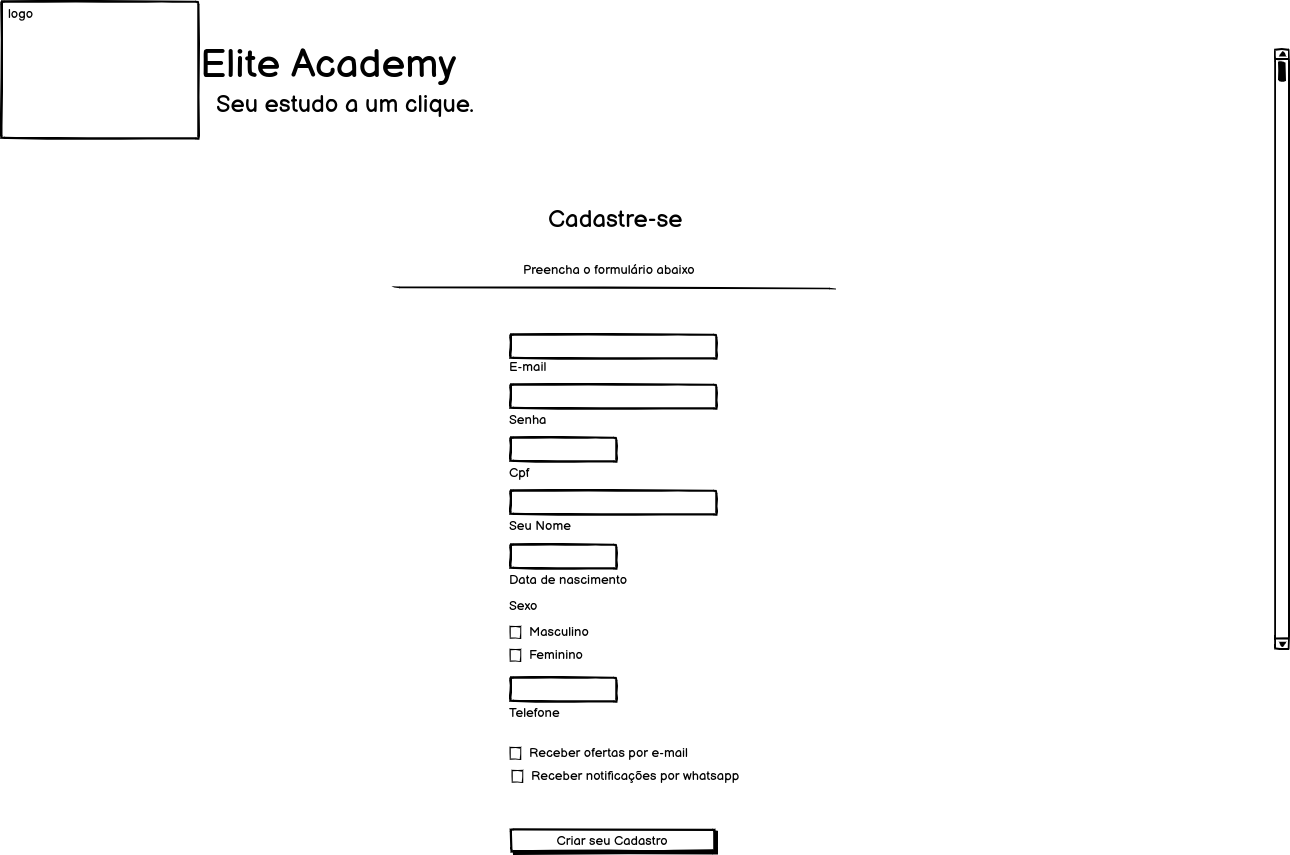 logo
Elite Academy
Seu estudo a um clique.
Cadastre-se
Preencha o formulário abaixo
E-mail
Senha
Cpf
Seu Nome
Data de nascimento
Sexo
Masculino
Feminino
Telefone
Receber ofertas por e-mail
Receber notificações por whatsapp
Criar seu Cadastro